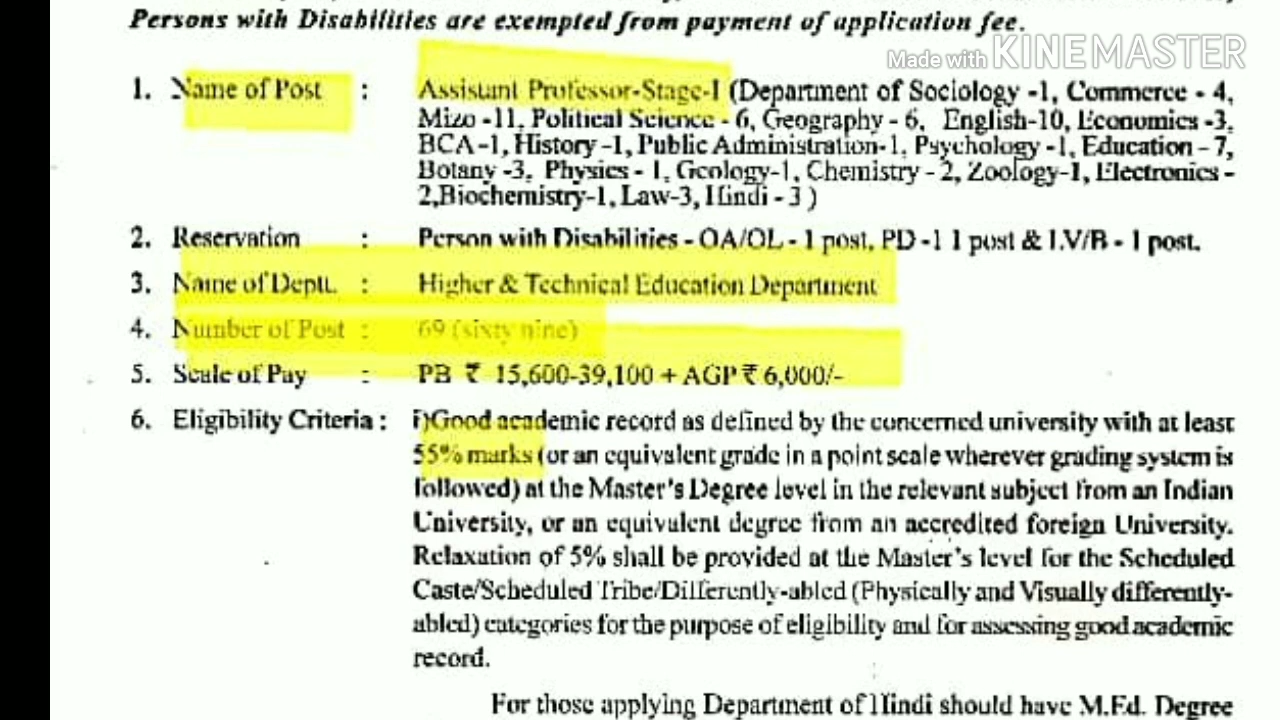 Persons with Disabilities are exempted from payment of application fee.
Made with KINEMASTER
1. Name of Post : Assistant Professor-Stage-I (Department of Sociology -1, Commerce - 4,
Mizo -11, Political Science - 6, Geography - 6, English-10, Economics -3,
BCA -1, History -1, Public Administration-1, Psychology -1, Education - 7,
Botany -3, Physics - 1, Geology-1, Chemistry - 2, Zoology-1, Electronics -
2,Biochemistry-1, Law-3, Hindi - 3 )
2. Reservation : Person with Disabilities - OA/OL - 1 post, PD -1 1 post & LV/B - 1 post.
3. Name of Deptt. : Higher & Technical Education Department
4. Number of Post : 69 (sixty nine)
5. Scale of Pay : PB ₹ 15,600-39,100 + AGP ₹ 6,000/-
6. Eligibility Criteria : i)Good academic record as defined by the concerned university with at least
55% marks (or an equivalent grade in a point scale wherever grading system is
followed) at the Master's Degree level in the relevant subject from an Indian
University, or an equivalent degree from an accredited foreign University.
Relaxation of 5% shall be provided at the Master's level for the Scheduled
Caste/Scheduled Tribe/Differently-abled (Physically and Visually differently-
abled) categories for the purpose of eligibility and for assessing good academic
record.
For those applying Department of Hindi should have M.Ed. Degree